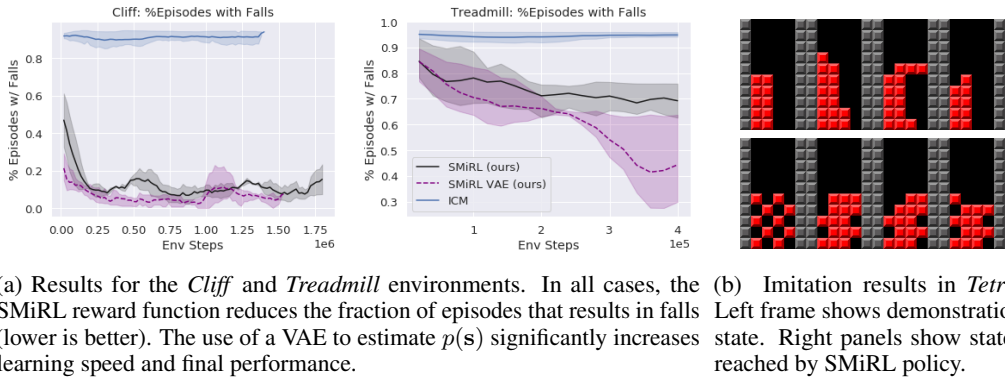 Cliff: %Episodes with Falls
% Episodes w/ Falls
0.8
0.6
0.4
0.2
0.0
0.00 0.25 0.50 0.75 1.00 1.25 1.50 1.75
1e6
Env Steps
Treadmill: %Episodes with Falls
1.0
0.9
0.8
0.7
0.6
0.5
0.4
0.3
SMiRL (ours)
SMiRL VAE (ours)
ICM
1 2 3 4
1e5
Env Steps
(a) Results for the Cliff and Treadmill environments. In all cases, the
SMiRL reward function reduces the fraction of episodes that results in falls
(lower is better). The use of a VAE to estimate p(s) significantly increases
learning speed and final performance.
(b) Imitation results in Tetr
Left frame shows demonstration
state. Right panels show stat
reached by SMiRL policy.